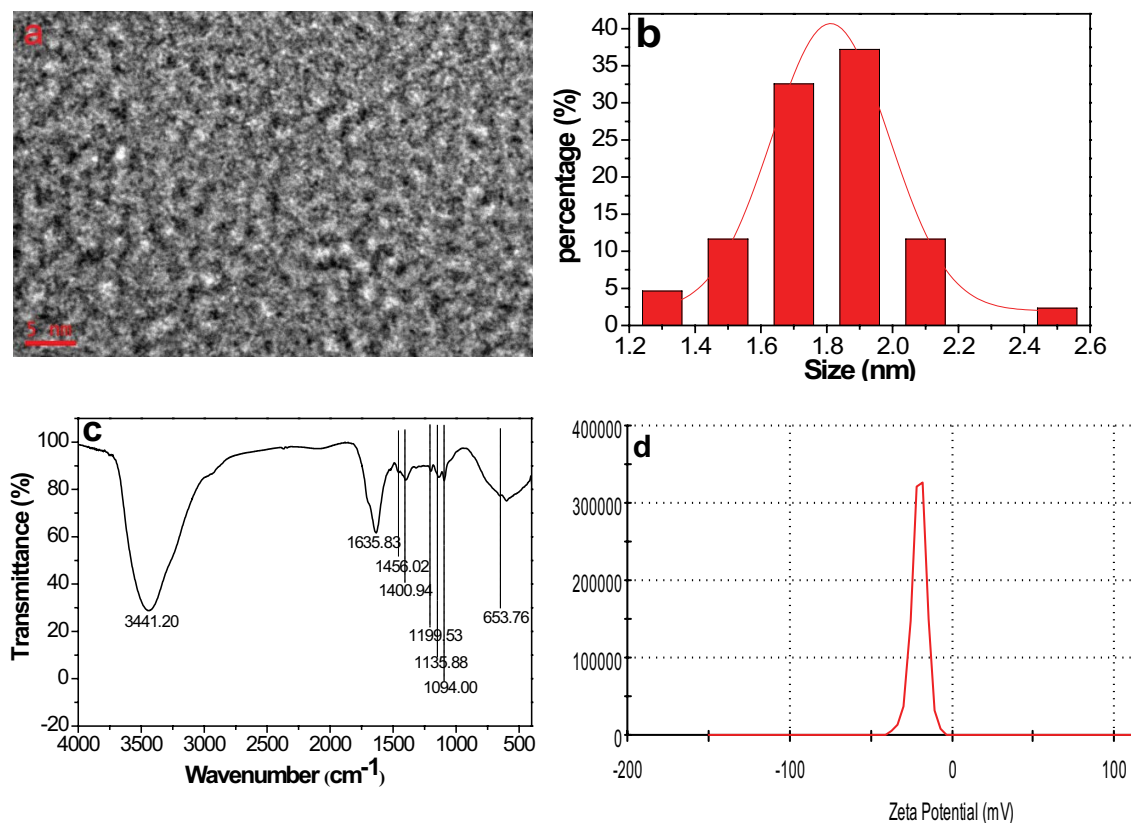 a
5 nm
b
percentage (%)
40
35
30
25
20
15
10
5
0
1.2 1.4 1.6 1.8 2.0 2.2 2.4 2.6
Size (nm)
c
Transmittance (%)
100
80
60
40
20
0
-20
3441.20
1635.83
1456.02
1400.94
1199.53
1135.88
1094.00
653.76
4000 3500 3000 2500 2000 1500 1000 500
Wavenumber (cm-1)
d
400000
300000
200000
100000
0
-200 -100 0 100
Zeta Potential (mV)